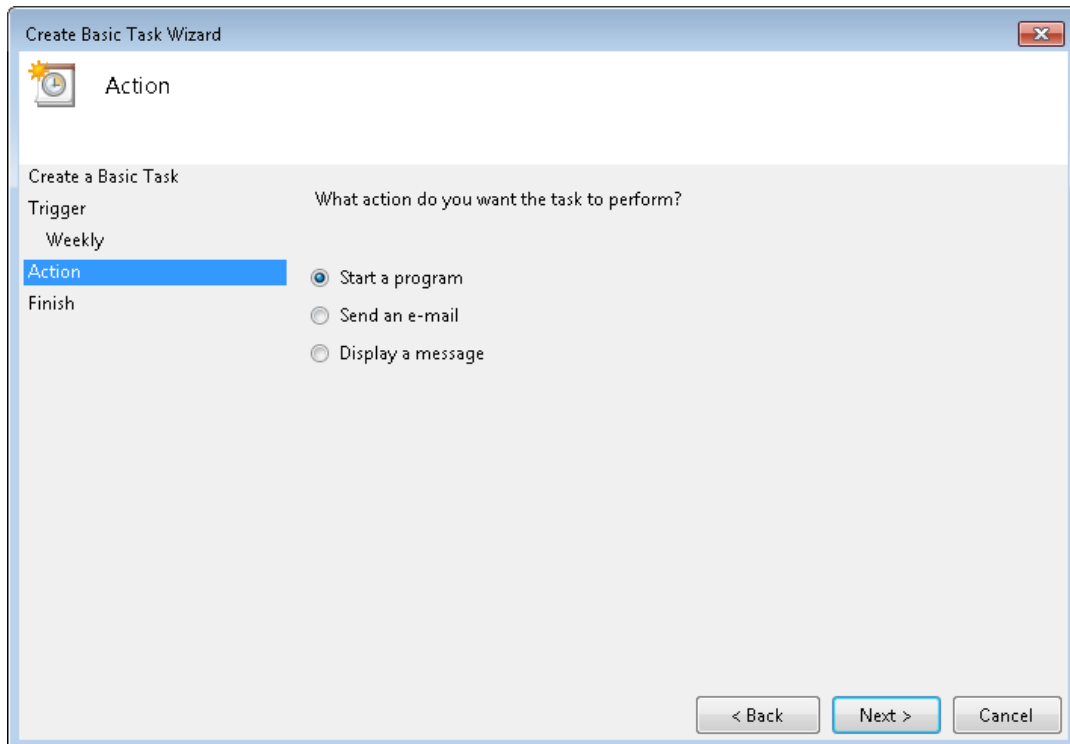 Create Basic Task Wizard
Action
Create a Basic Task
Trigger
Weekly
Action
Finish
What action do you want the task to perform?
Start a program
Send an e-mail
Display a message
< Back
Next >
Cancel